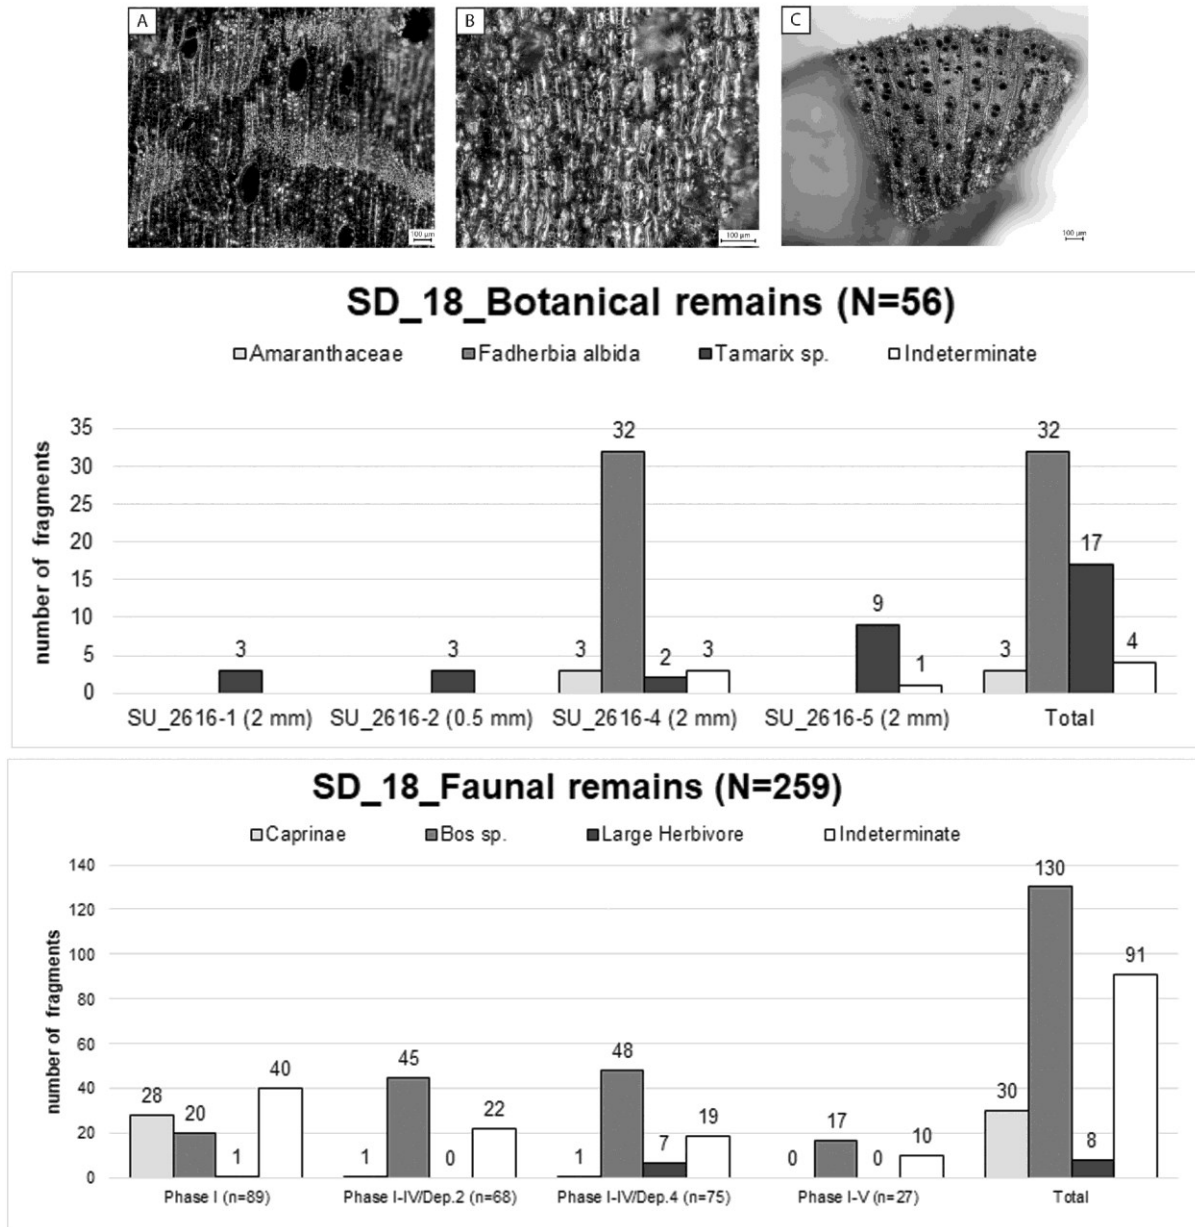 A B C
100 µm 100 µm 100 µm
SD_18_Botanical remains (N=56)
Amaranthaceae Fadherbia albida Tamarix sp. Indeterminate
number of fragments
35
30
25
20
15
10
5
0
3 3 3 32 2 3 9 1 3 32 17 4
SU_2616-1 (2 mm) SU_2616-2 (0.5 mm) SU_2616-4 (2 mm) SU_2616-5 (2 mm) Total
SD_18_Faunal remains (N=259)
Caprinae Bos sp. Large Herbivore Indeterminate
number of fragments
140
120
100
80
60
40
20
0
28 20 1 40 1 45 0 22 1 48 7 19 0 17 0 10 30 130 8 91
Phase I (n=89) Phase I-IV/Dep.2 (n=68) Phase I-IV/Dep.4 (n=75) Phase I-V (n=27) Total